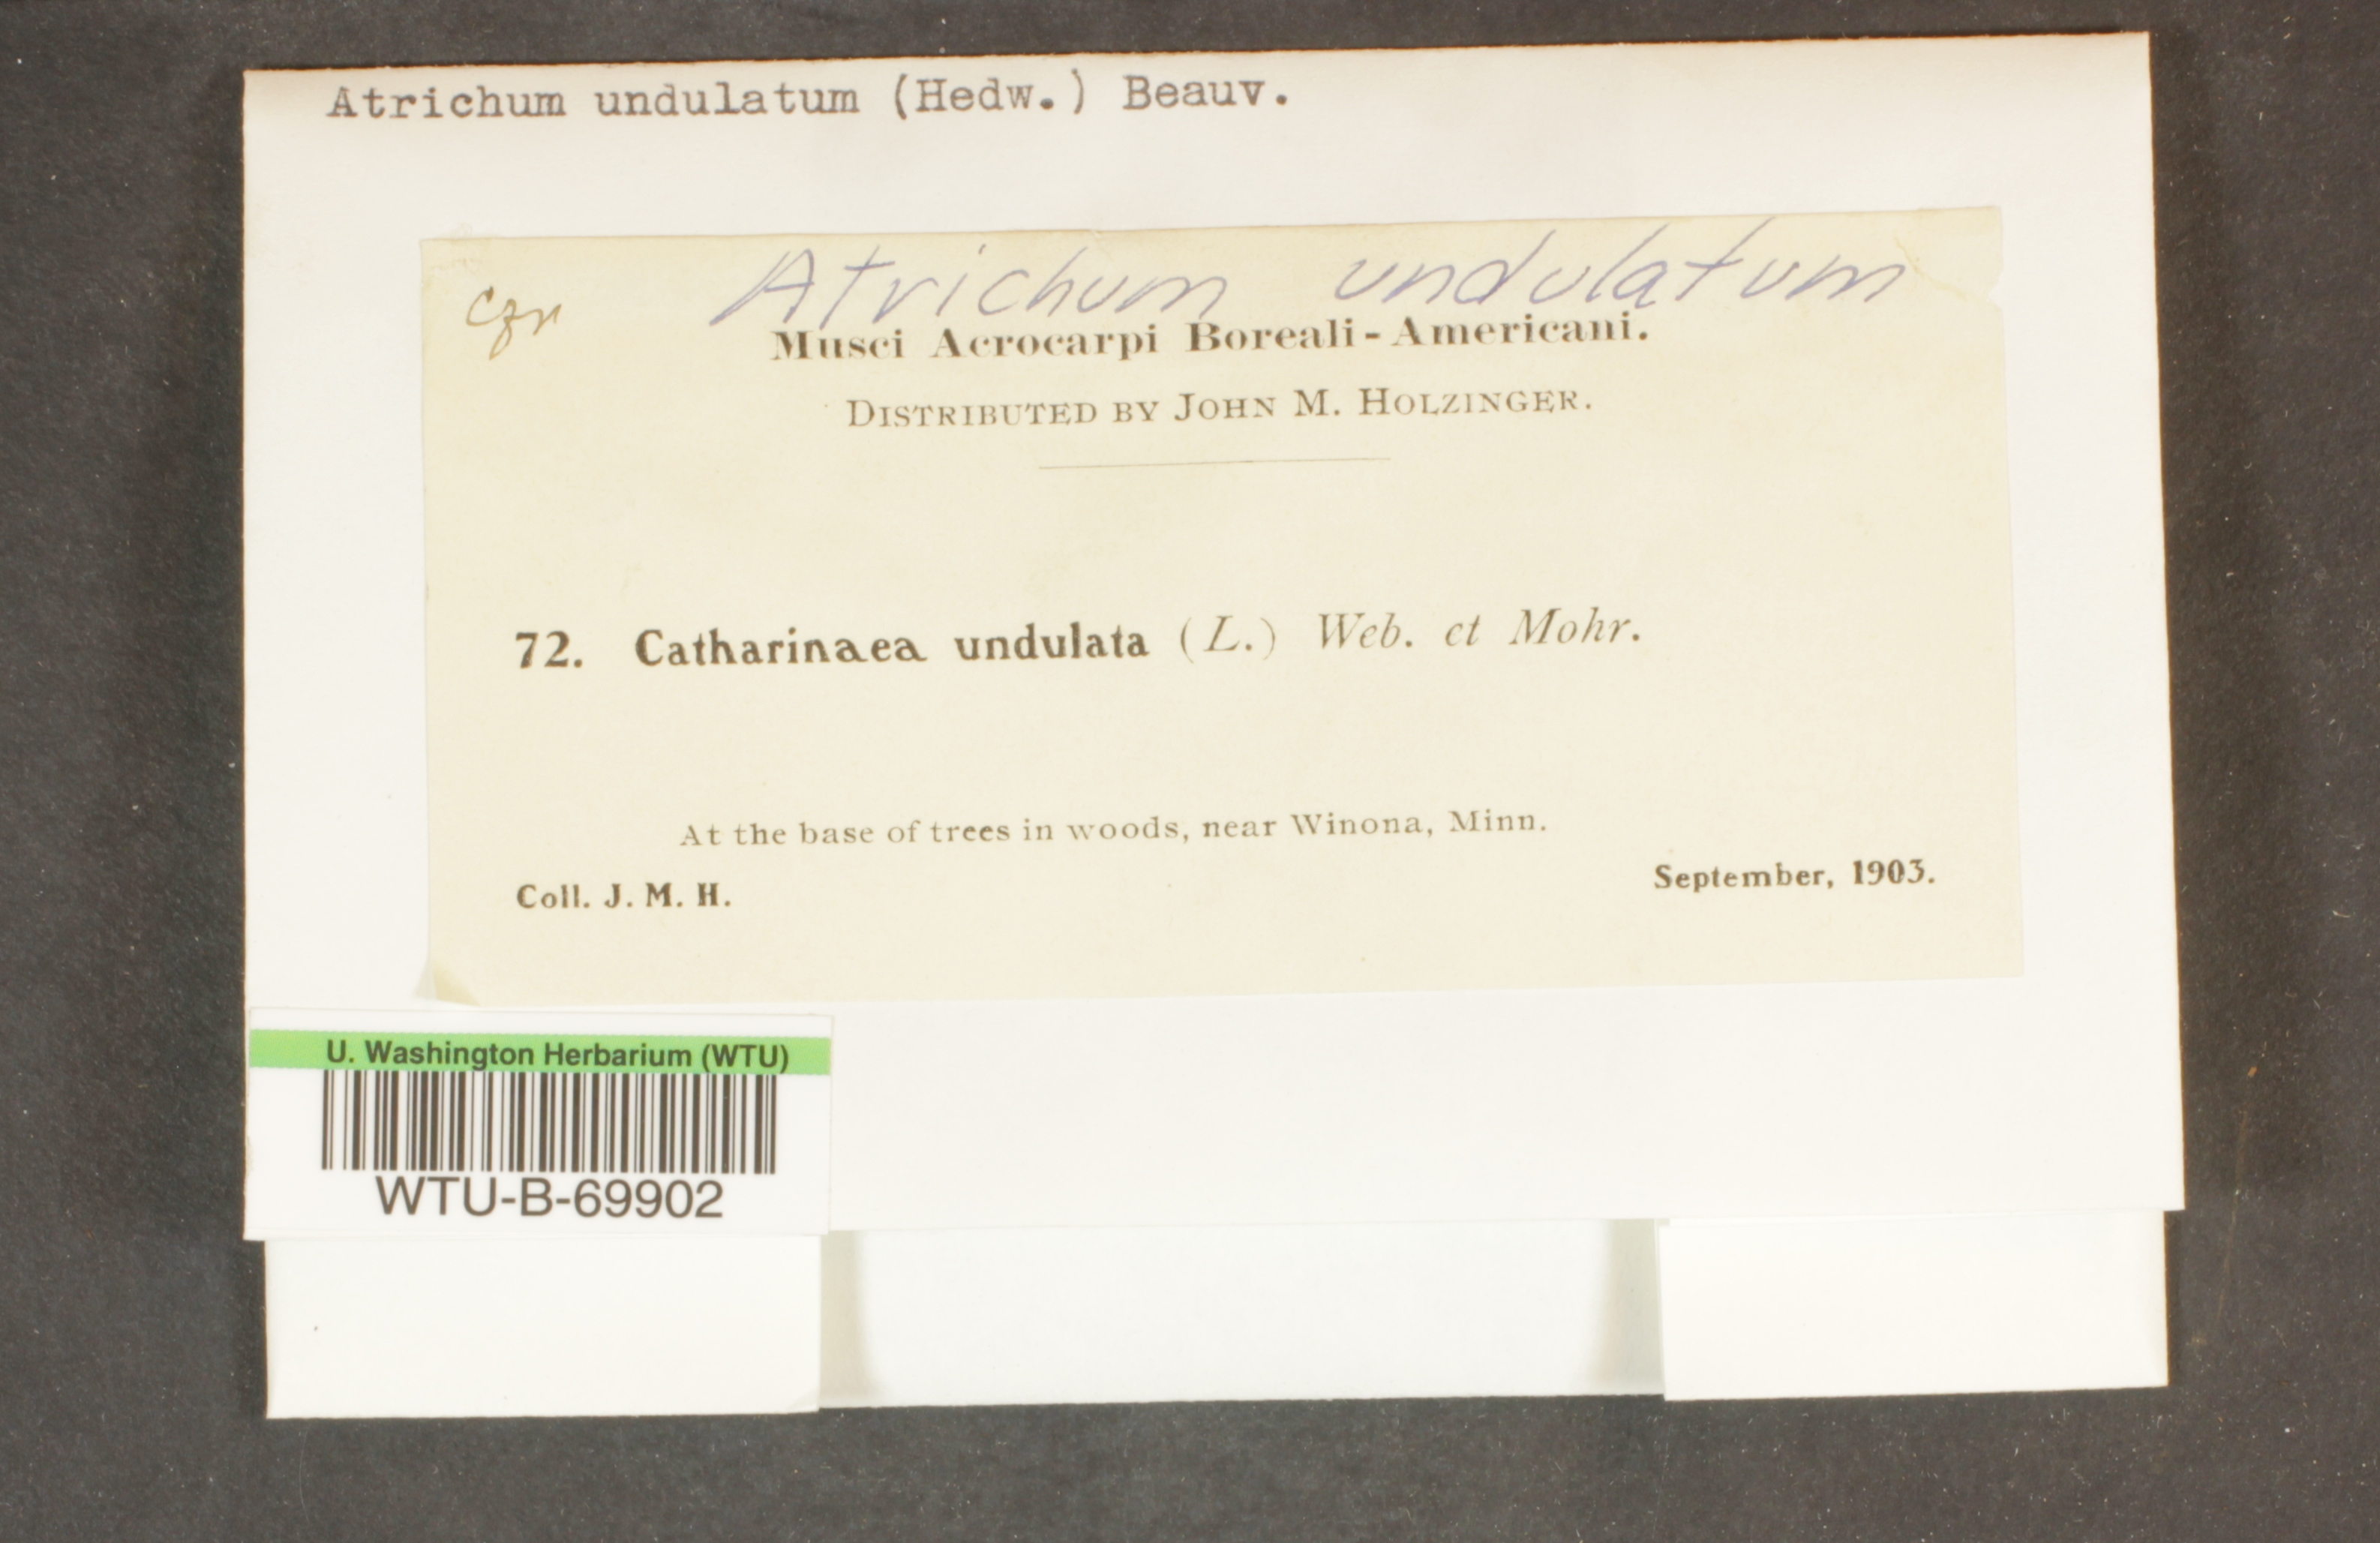 Atrichum undulatum (Hedw.) Beauv.
cfr
Atrichum undulatum
Musci Acrocarpi Boreali-Americani.
DISTRIBUTED BY JOHN M. HOLZINGER.
72. Catharinaea undulata (L.) Web. et Mohr.
At the base of trees in woods, near Winona, Minn.
Coll. J. M. H.
September, 1903.
U. Washington Herbarium (WTU)
WTU-B-69902